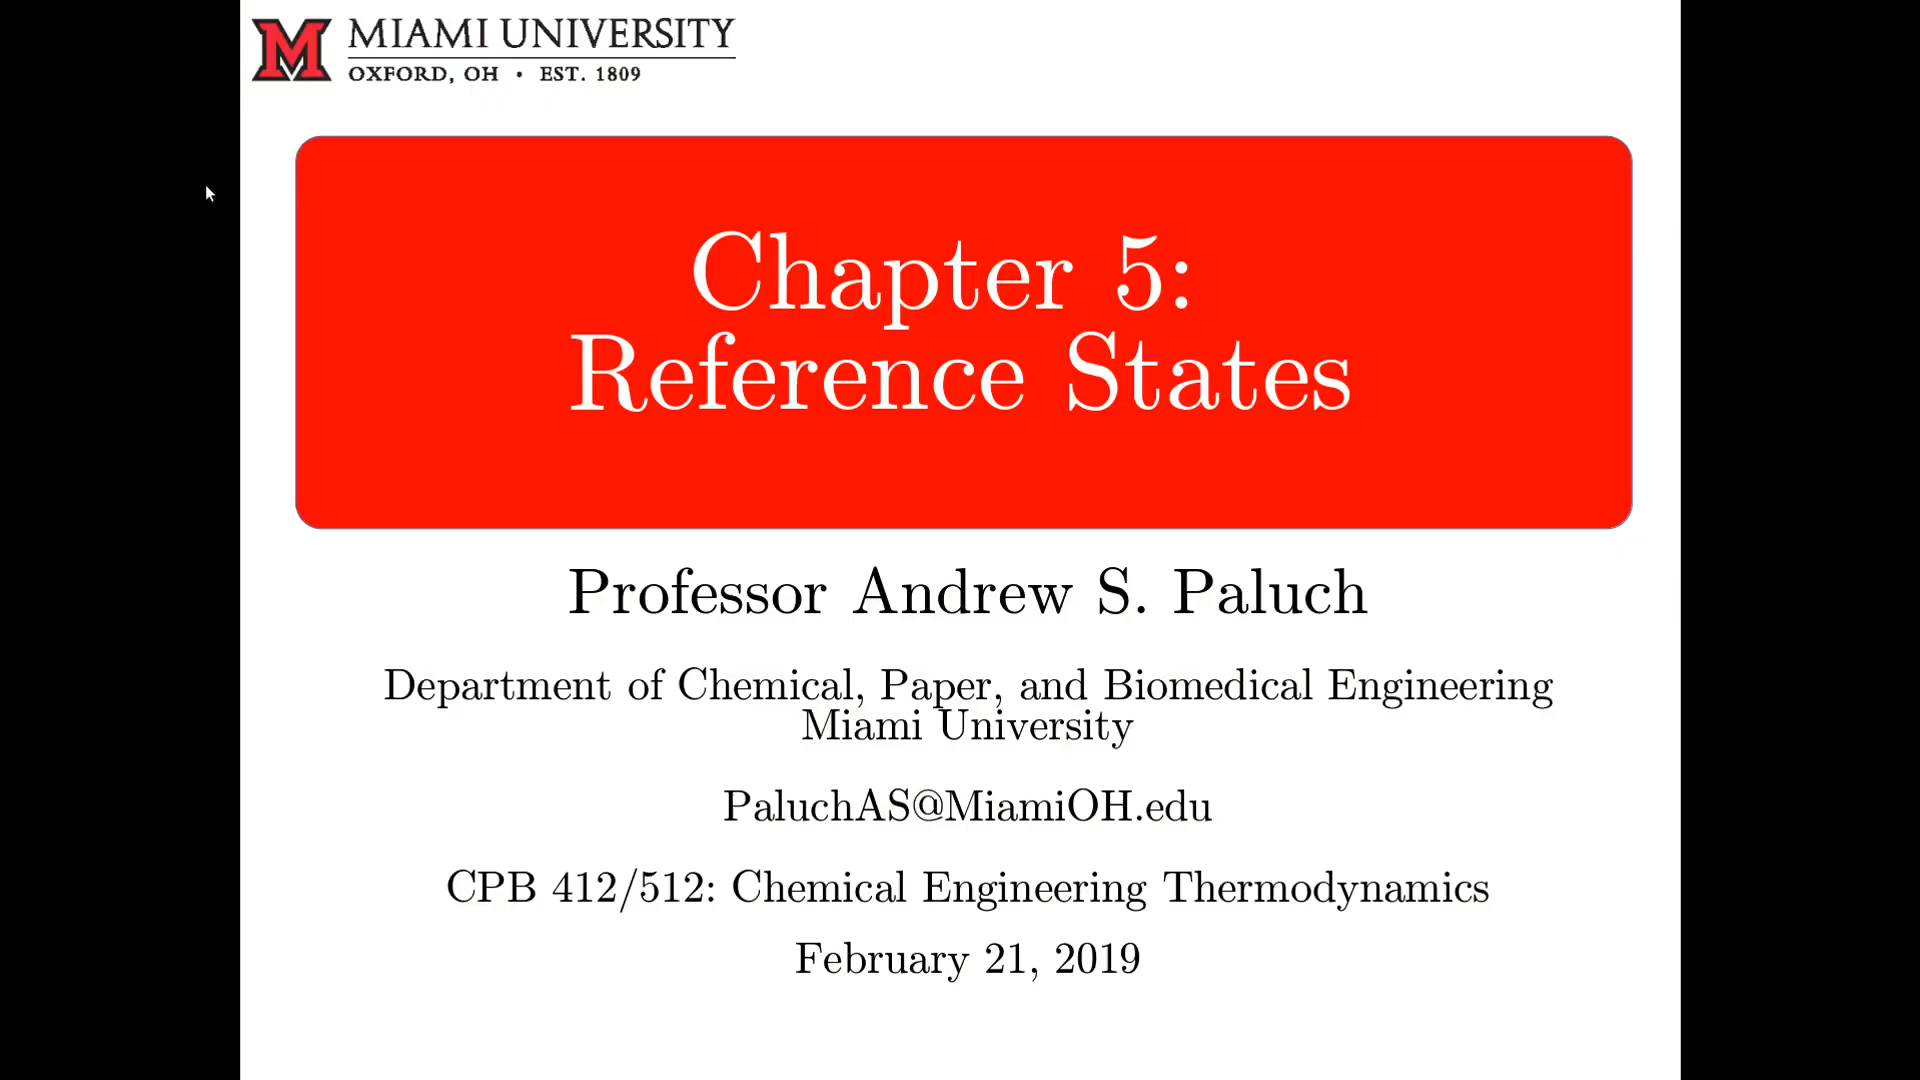 MIAMI UNIVERSITY
OXFORD, OH • EST. 1809
Chapter 5:
Reference States
Professor Andrew S. Paluch
Department of Chemical, Paper, and Biomedical Engineering
Miami University
PaluchAS@MiamiOH.edu
CPB 412/512: Chemical Engineering Thermodynamics
February 21, 2019